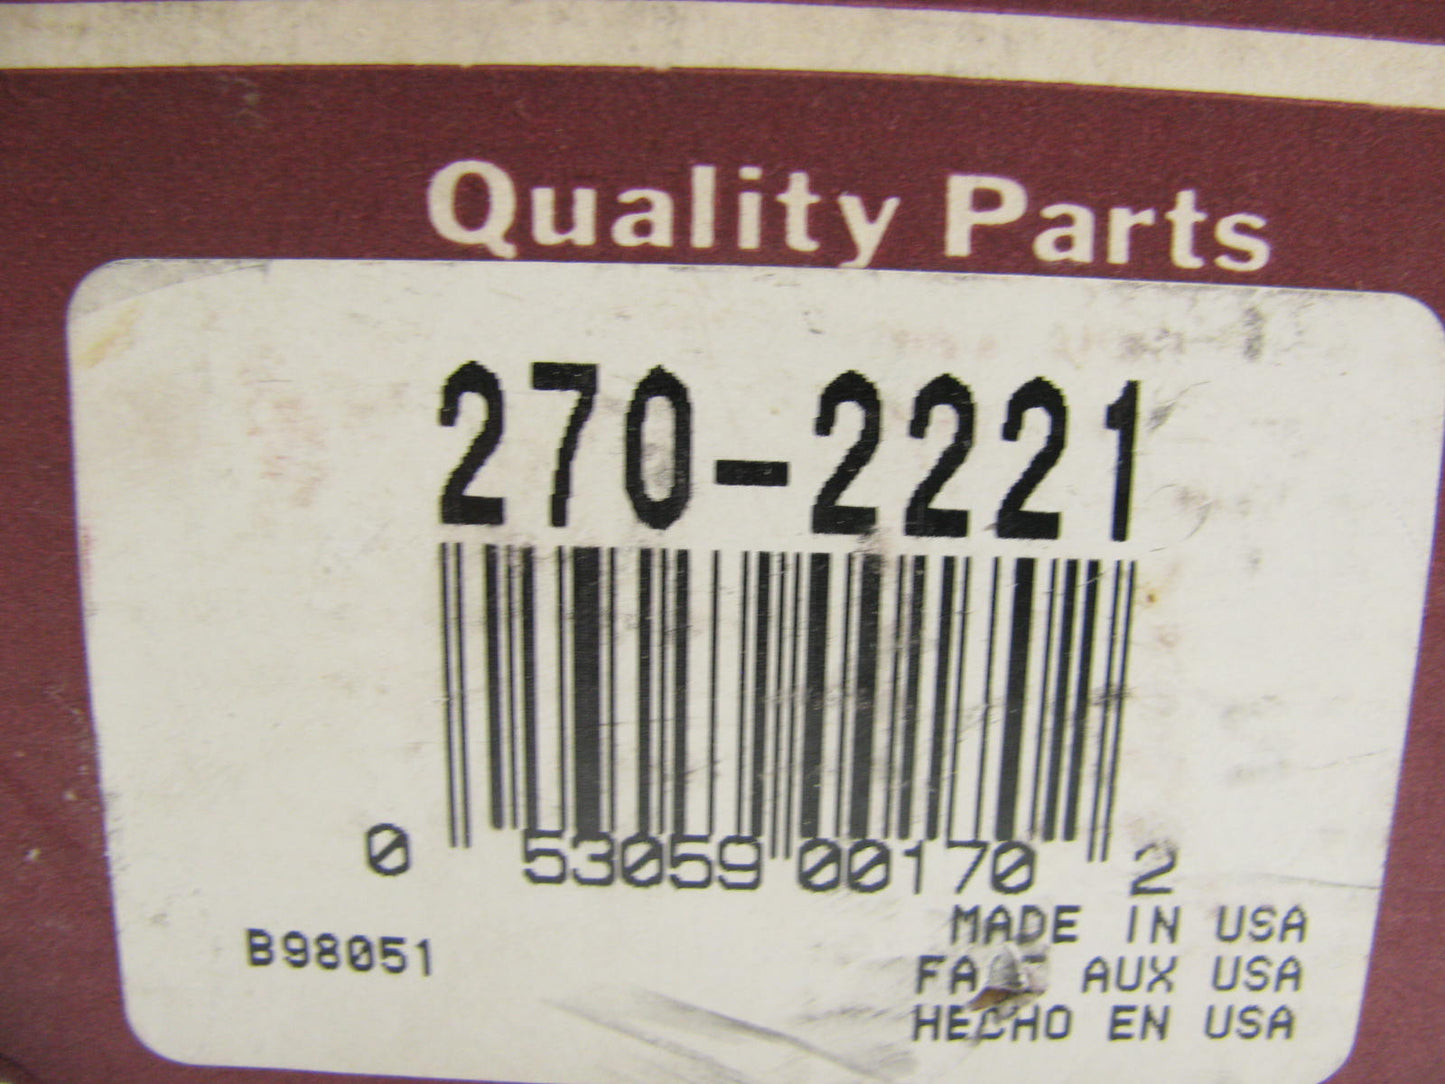 Quality Parts
270-2221
0 53059 00170 2
B98051
MADE IN USA
AUX USA
HECHO EN USA